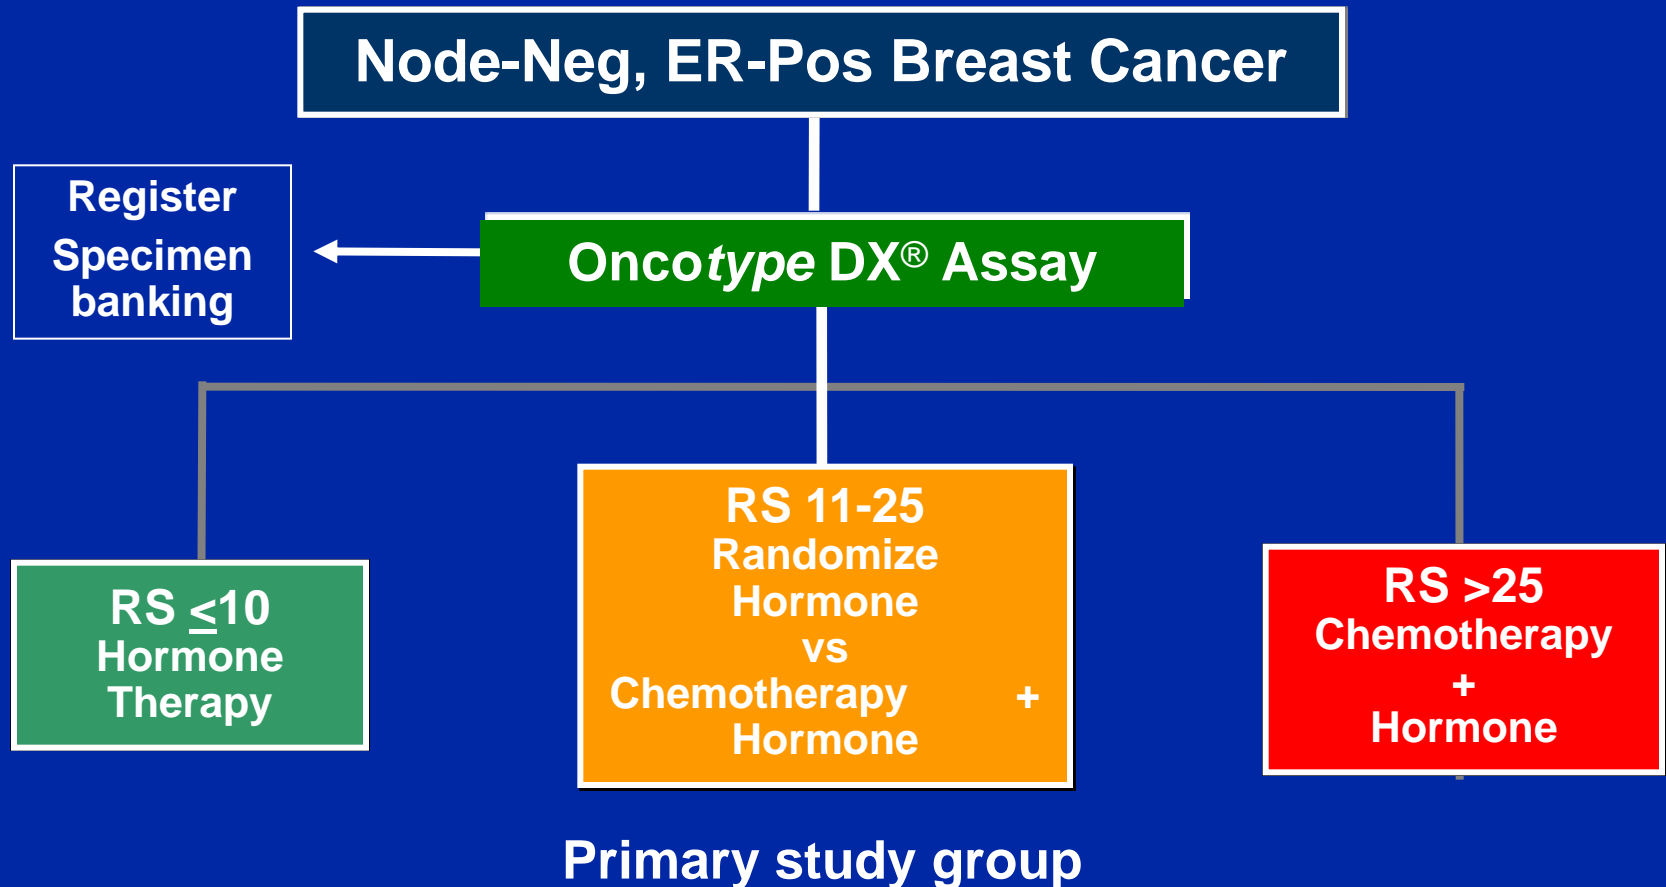 Node-Neg, ER-Pos Breast Cancer
Register
Specimen
banking
Oncotype DX® Assay
RS ≤10
Hormone
Therapy
RS 11-25
Randomize
Hormone
vs
Chemotherapy +
Hormone
RS >25
Chemotherapy
+
Hormone
Primary study group